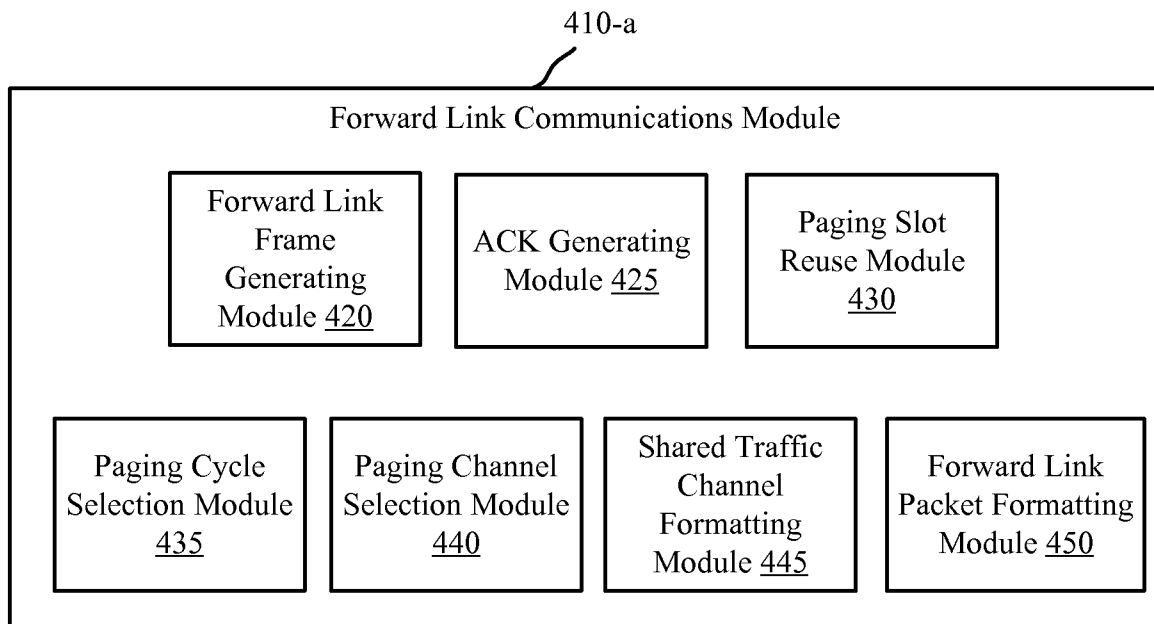 410-a
Forward Link Communications Module
Forward Link
Frame
Generating
Module 420
ACK Generating
Module 425
Paging Slot
Reuse Module
430
Paging Cycle
Selection Module
435
Paging Channel
Selection Module
440
Shared Traffic
Channel
Formatting
Module 445
Forward Link
Packet Formatting
Module 450